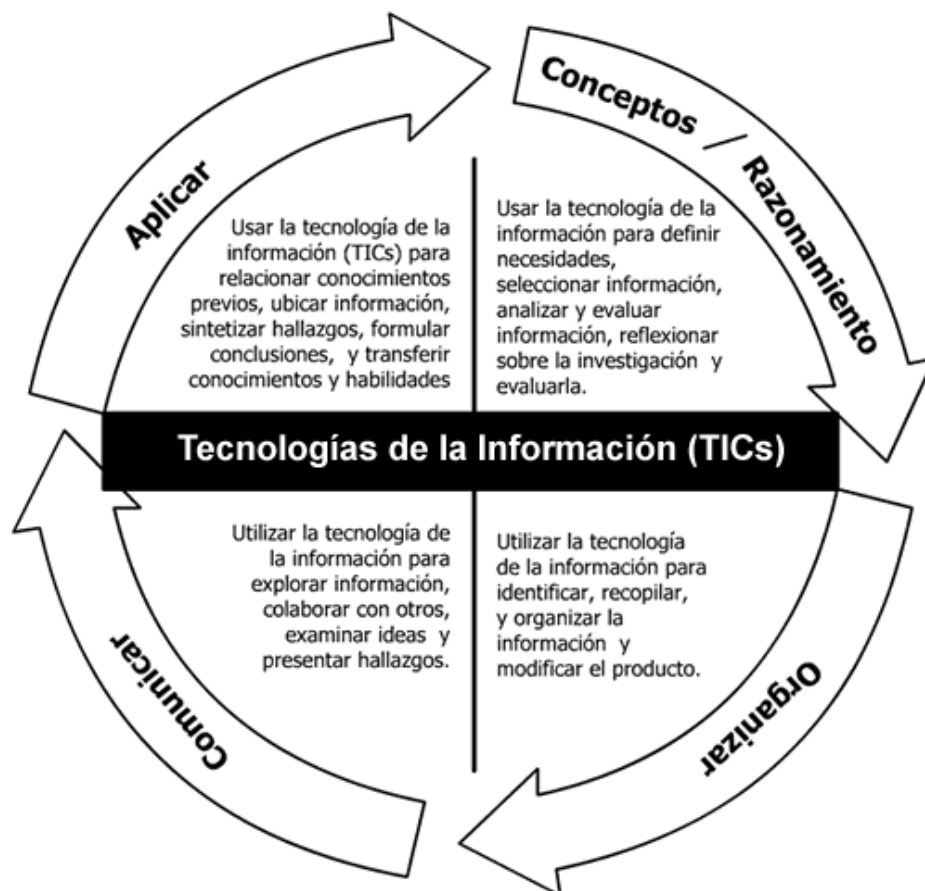 Conceptos / Razonamiento
Aplicar
Usar la tecnología de la
información (TICs) para
relacionar conocimientos
previos, ubicar información,
sintetizar hallazgos, formular
conclusiones, y transferir
conocimientos y habilidades
Usar la tecnología de la
información para definir
necesidades,
seleccionar información,
analizar y evaluar
información, reflexionar
sobre la investigación y
evaluarla.
Tecnologías de la Información (TICs)
Utilizar la tecnología de
la información para
explorar información,
colaborar con otros,
examinar ideas y
presentar hallazgos.
Utilizar la tecnología
de la información para
identificar, recopilar,
y organizar la
información y
modificar el producto.
Comunicar
Organizar